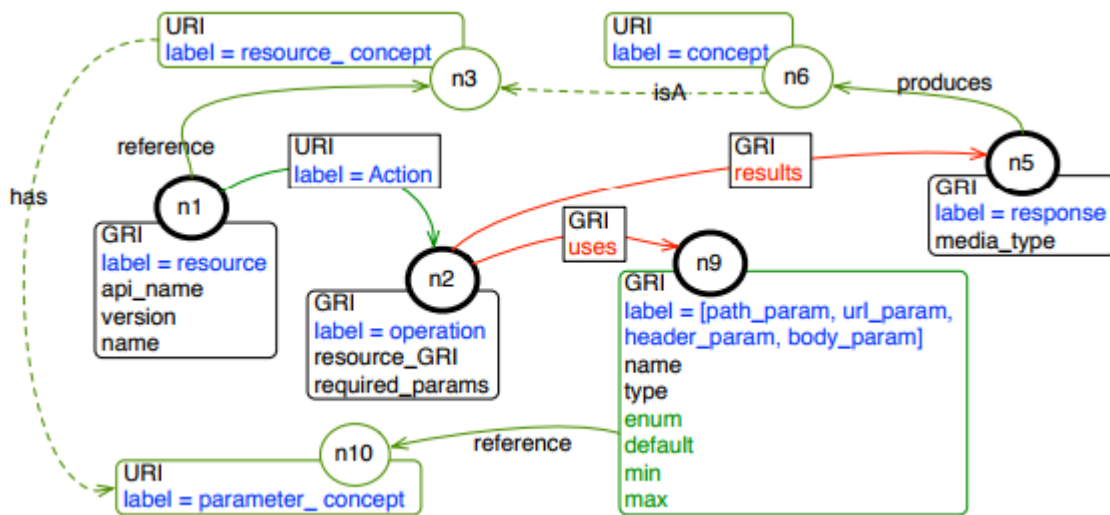 URI
label = resource_ concept
n3
URI
label = concept
n6
isA
produces
reference
URI
label = Action
GRI
results
n5
GRI
label = response
media_type
has
n1
GRI
label = resource
api_name
version
name
GRI
uses
n2
GRI
label = operation
resource_GRI
required_params
n9
GRI
label = [path_param, url_param,
header_param, body_param]
name
type
enum
default
min
max
reference
n10
URI
label = parameter_ concept